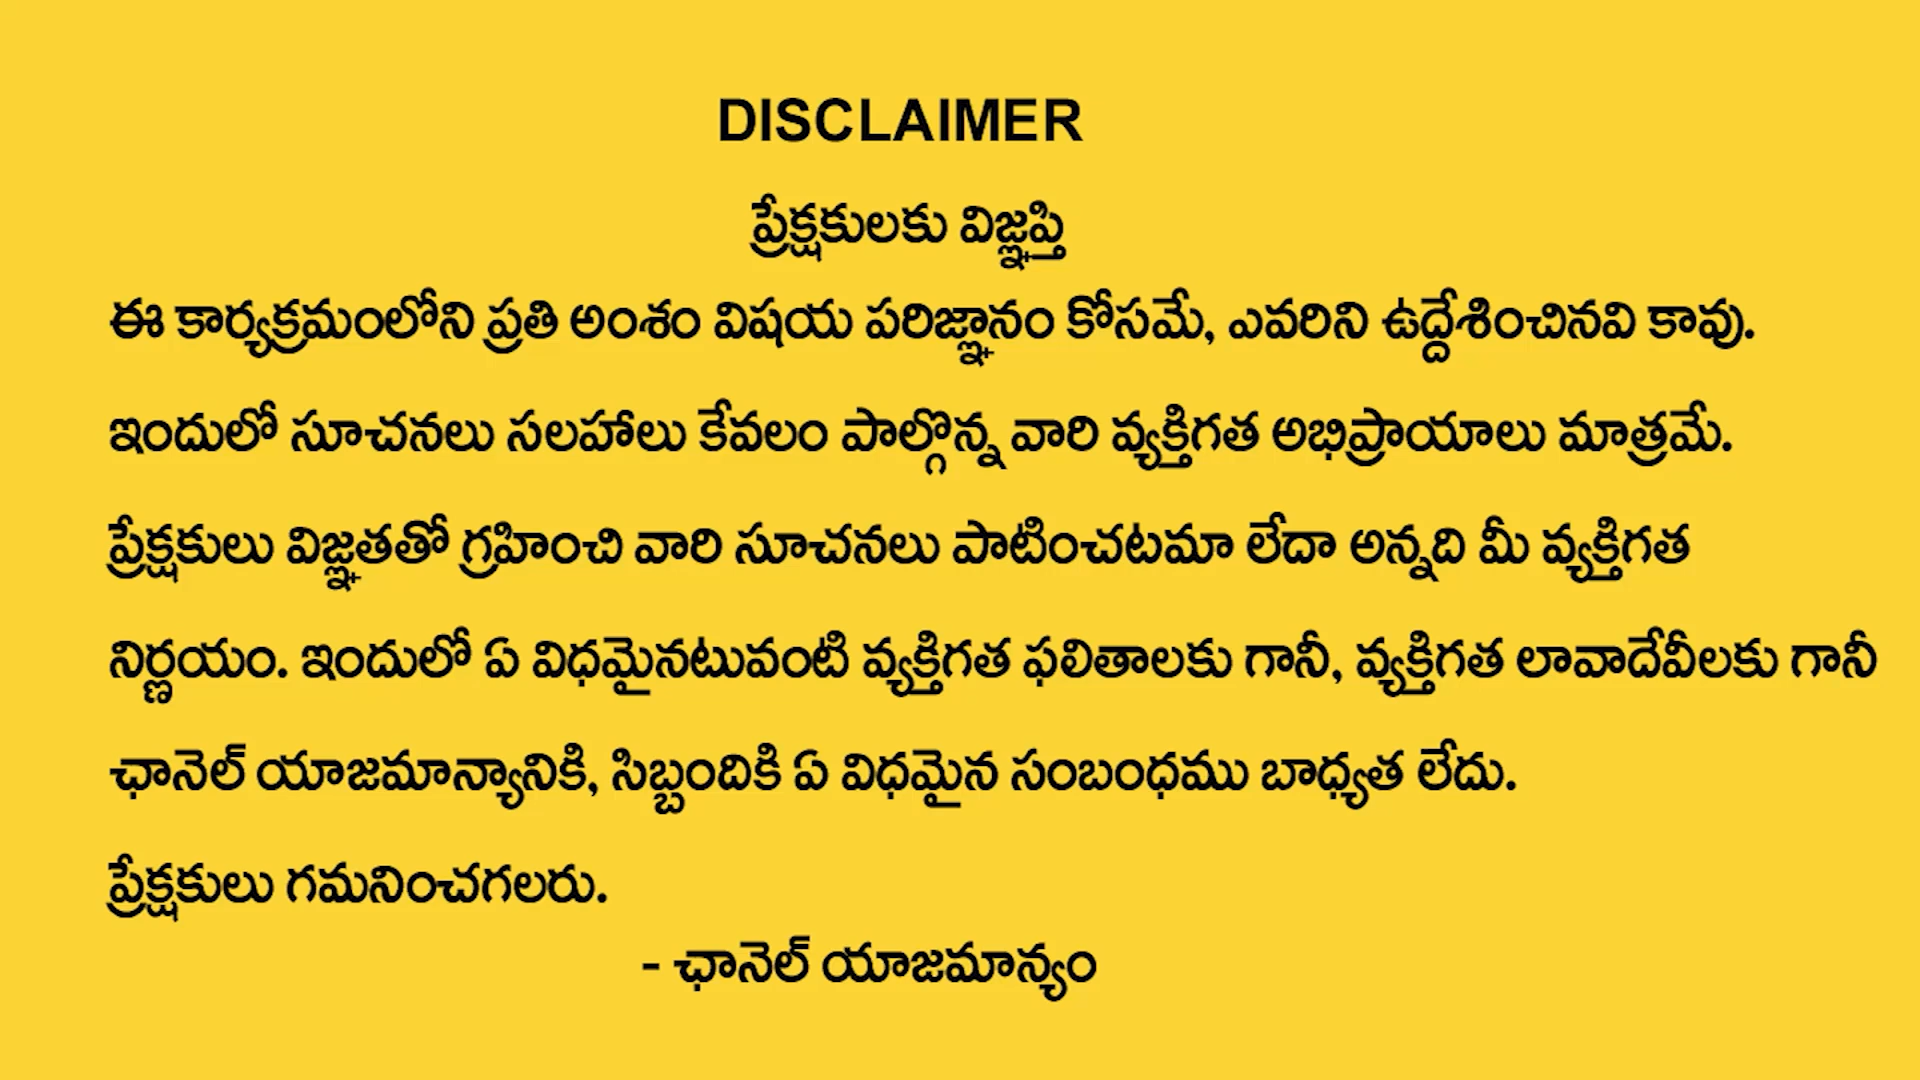 DISCLAIMER
ప్రేక్షకులకు విజ్ఞప్తి
ఈ కార్యక్రమంలోని ప్రతి అంశం విషయ పరిజ్ఞానం కోసమే, ఎవరిని ఉద్దేశించినవి కావు.
ఇందులో సూచనలు సలహాలు కేవలం పాల్గొన్న వారి వ్యక్తిగత అభిప్రాయాలు మాత్రమే.
ప్రేక్షకులు విజ్ఞతతో గ్రహించి వారి సూచనలు పాటించటమా లేదా అన్నది మీ వ్యక్తిగత
నిర్ణయం. ఇందులో ఏ విధమైనటువంటి వ్యక్తిగత ఫలితాలకు గానీ, వ్యక్తిగత లావాదేవీలకు గానీ
ఛానెల్ యాజమాన్యానికి, సిబ్బందికి ఏ విధమైన సంబంధము బాధ్యత లేదు.
ప్రేక్షకులు గమనించగలరు.
- ఛానెల్ యాజమాన్యం